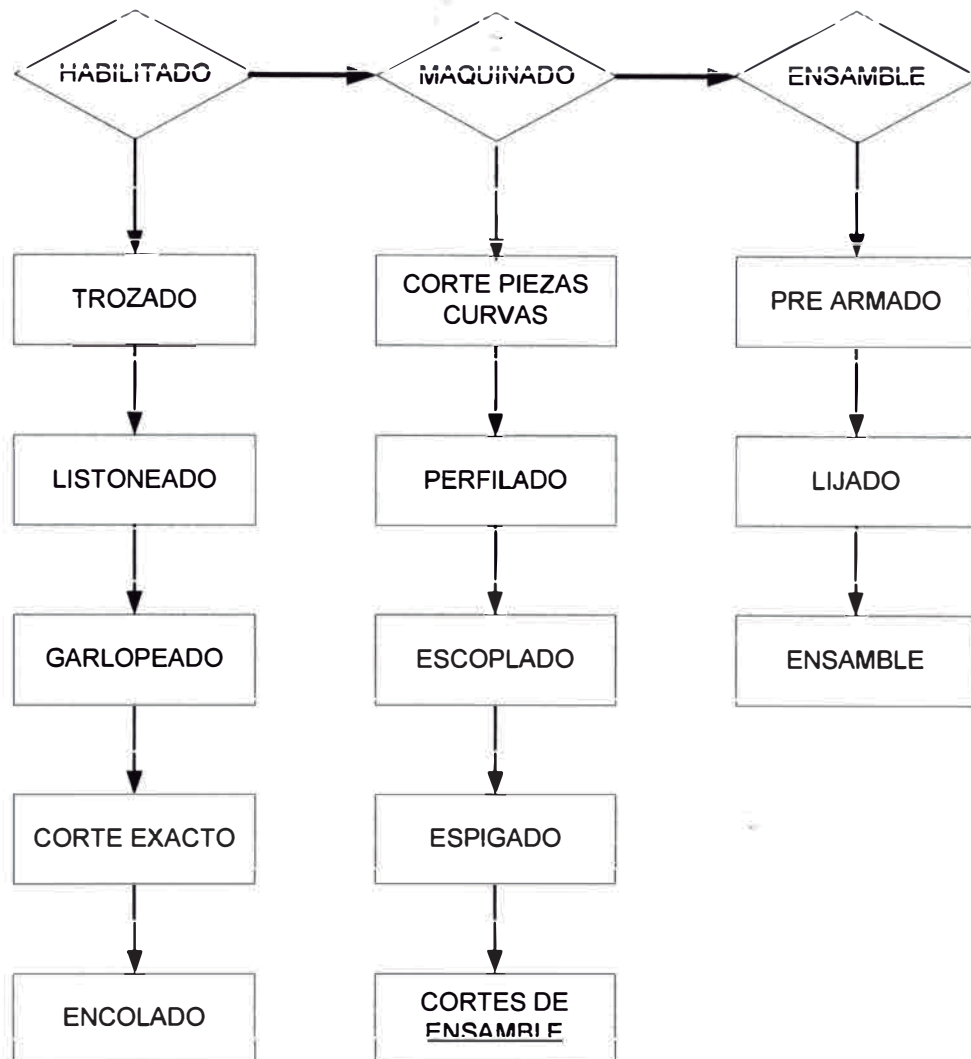 HABILITADO
MAQUINADO
ENSAMBLE
TROZADO
CORTE PIEZAS
CURVAS
PRE ARMADO
LISTONEADO
PERFILADO
LIJADO
GARLOPEADO
ESCOPLADO
ENSAMBLE
CORTE EXACTO
ESPIGADO
ENCOLADO
CORTES DE
ENSAMBLE